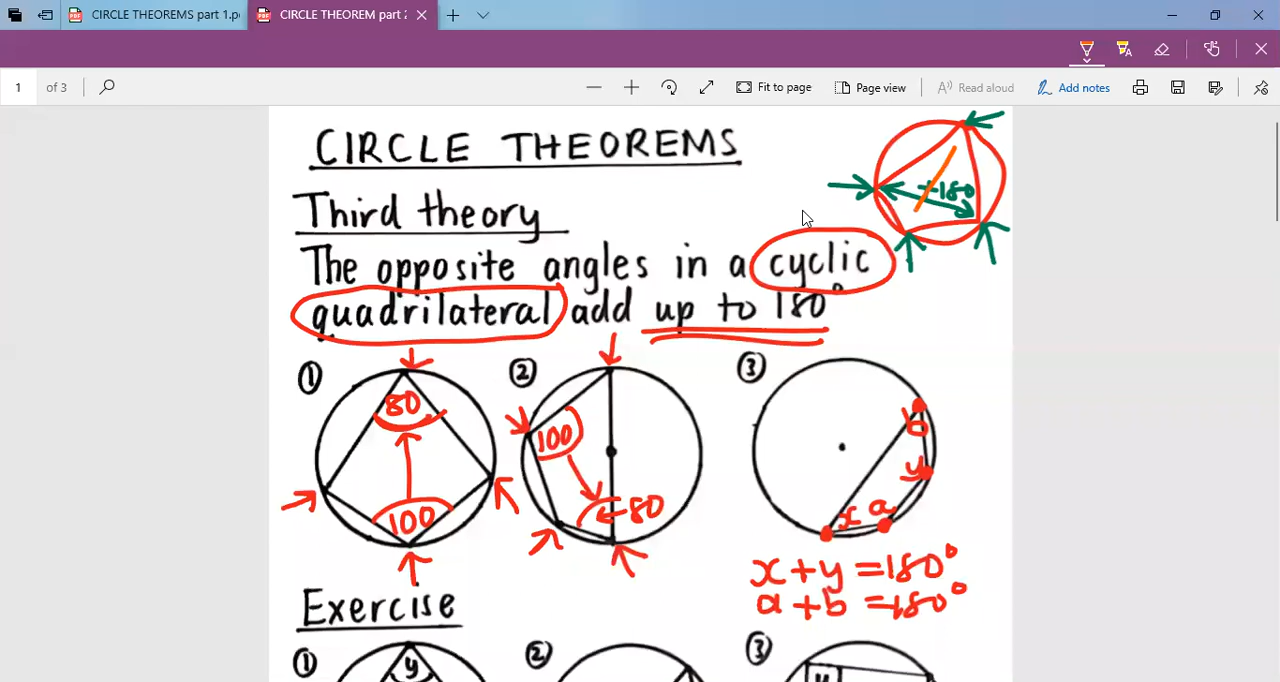 CIRCLE THEOREMS part 1.p
CIRCLE THEOREM part 2
1 of 3
Fit to page
Page view
Read aloud
Add notes
CIRCLE THEOREMS
+180
Third theory
The opposite angles in a cyclic
quadrilateral add up to 180°
① ② ③
80
100
100
80
b
y
x a
x + y = 180°
a + b = 180°
Exercise
① y ② ③